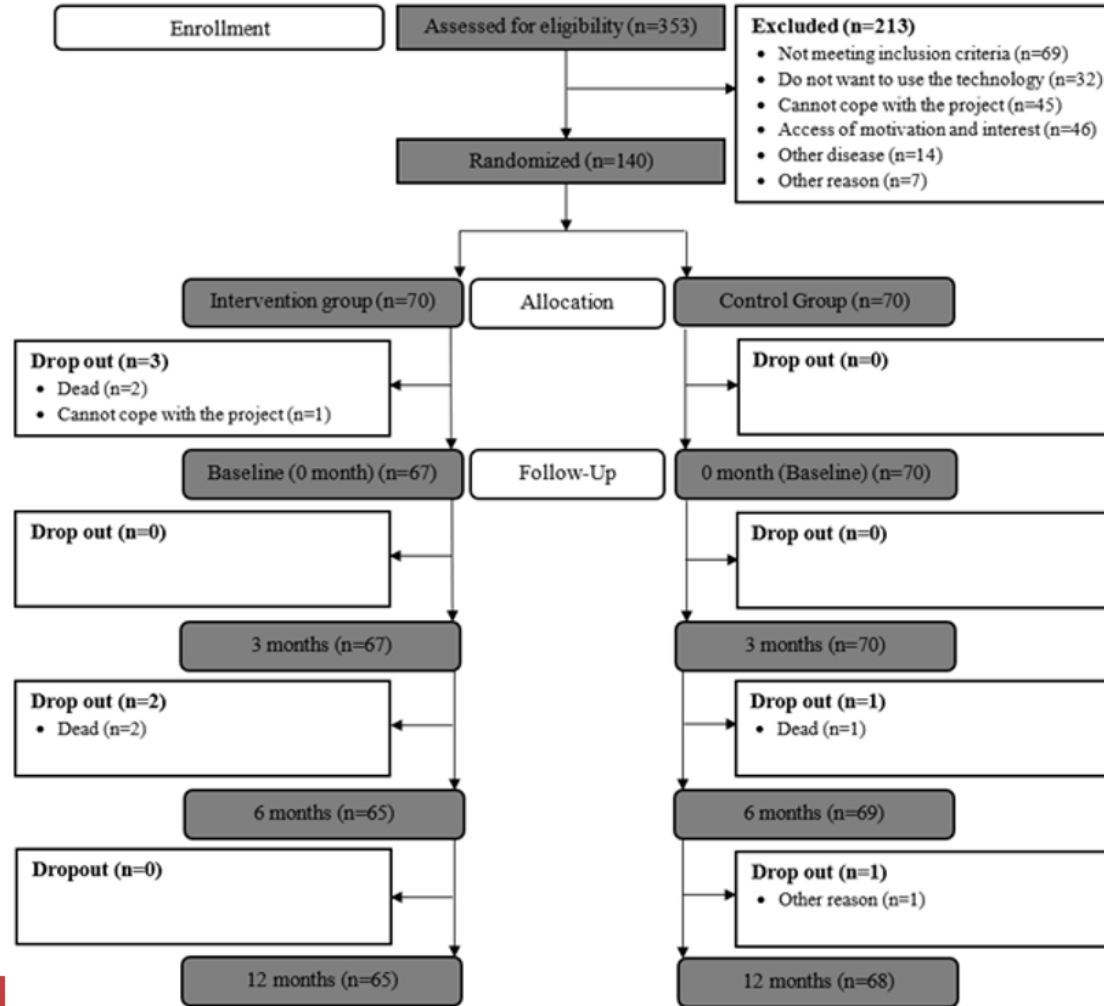 Enrollment
Assessed for eligibility (n=353)
Excluded (n=213)
• Not meeting inclusion criteria (n=69)
• Do not want to use the technology (n=32)
• Cannot cope with the project (n=45)
• Access of motivation and interest (n=46)
• Other disease (n=14)
• Other reason (n=7)
Randomized (n=140)
Intervention group (n=70)
Allocation
Control Group (n=70)
Drop out (n=3)
• Dead (n=2)
• Cannot cope with the project (n=1)
Drop out (n=0)
Baseline (0 month) (n=67)
Follow-Up
0 month (Baseline) (n=70)
Drop out (n=0)
Drop out (n=0)
3 months (n=67)
3 months (n=70)
Drop out (n=2)
• Dead (n=2)
Drop out (n=1)
• Dead (n=1)
6 months (n=65)
6 months (n=69)
Dropout (n=0)
Drop out (n=1)
• Other reason (n=1)
12 months (n=65)
12 months (n=68)